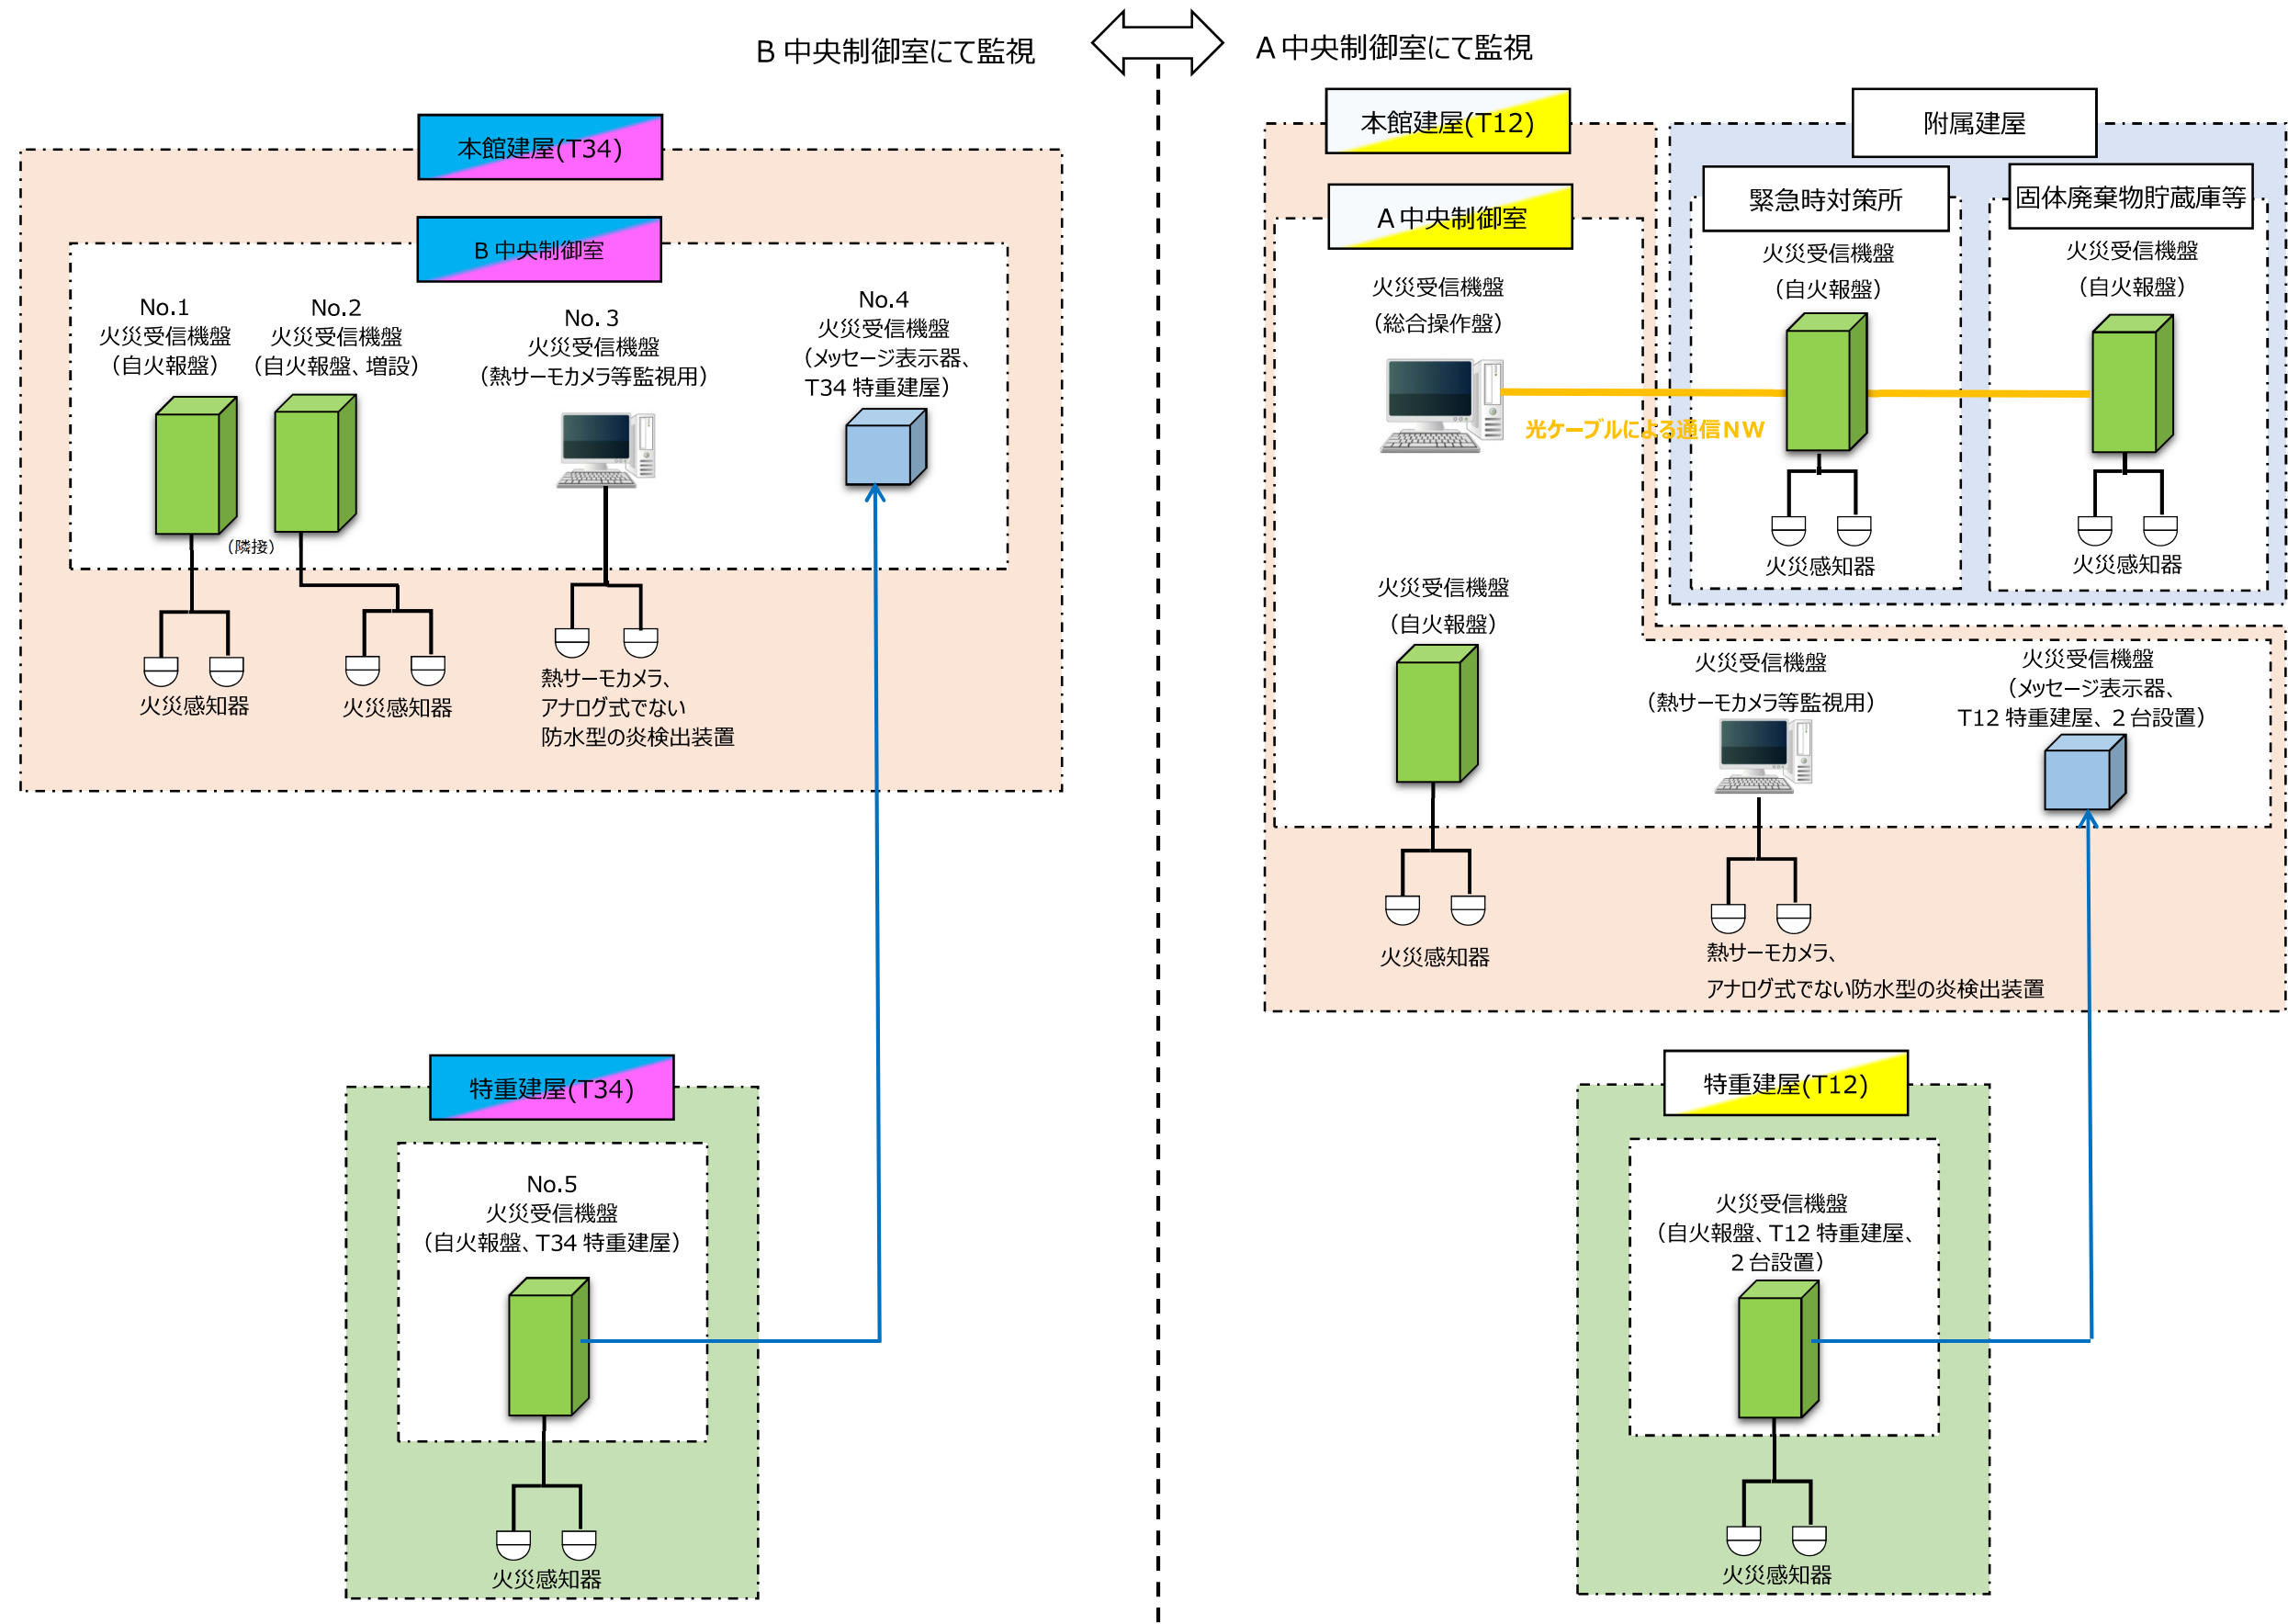 B 中央制御室にて監視
A 中央制御室にて監視
本館建屋(T34)
B 中央制御室
No.1
火災受信機盤
（自火報盤）
No.2
火災受信機盤
（自火報盤、増設）
No. 3
火災受信機盤
（熱サーモカメラ等監視用）
No.4
火災受信機盤
（メッセージ表示器、
T34 特重建屋）
（隣接）
火災感知器
火災感知器
熱サーモカメラ、
アナログ式でない
防水型の炎検出装置
特重建屋(T34)
No.5
火災受信機盤
（自火報盤、T34 特重建屋）
火災感知器
本館建屋(T12)
A 中央制御室
火災受信機盤
（総合操作盤）
光ケーブルによる通信NW
附属建屋
緊急時対策所
火災受信機盤
（自火報盤）
火災感知器
固体廃棄物貯蔵庫等
火災受信機盤
（自火報盤）
火災感知器
火災受信機盤
（自火報盤）
火災感知器
火災受信機盤
（熱サーモカメラ等監視用）
熱サーモカメラ、
アナログ式でない防水型の炎検出装置
火災受信機盤
（メッセージ表示器、
T12 特重建屋、2 台設置）
特重建屋(T12)
火災受信機盤
（自火報盤、T12 特重建屋、
2 台設置）
火災感知器